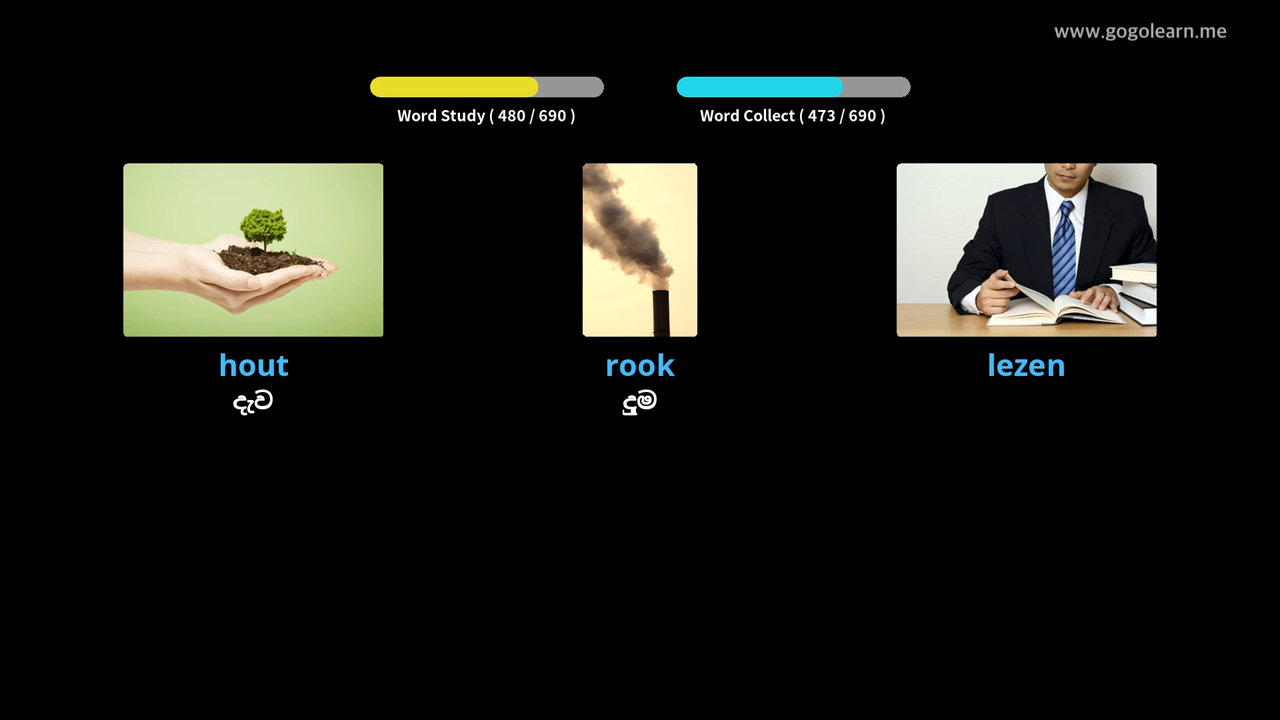 www.gogolearn.me
Word Study ( 480 / 690 )
Word Collect ( 473 / 690 )
hout
rook
lezen
දැව
දුම